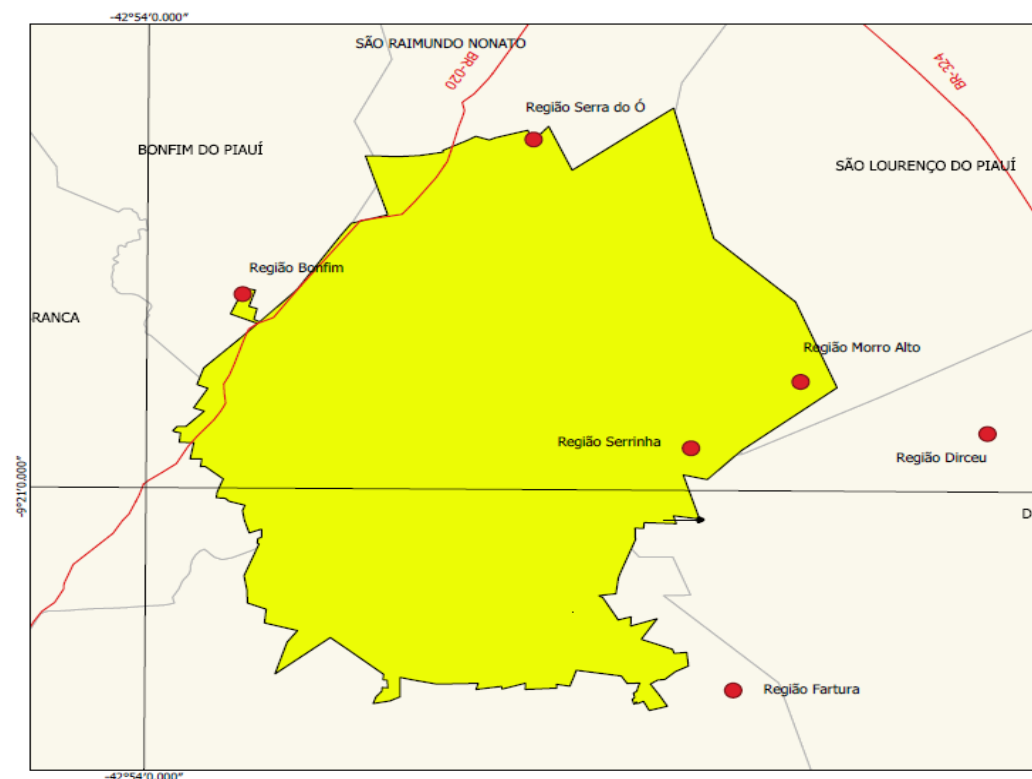 -42°54'0.000"
SÃO RAIMUNDO NONATO
BR-020
BR-324
Região Serra do Ó
BONFIM DO PIAUÍ
SÃO LOURENÇO DO PIAUÍ
Região Bonfim
RANCA
Região Morro Alto
Região Serrinha
Região Dirceu
-9°21'0.000"
D
Região Fartura
-42°54'0.000"